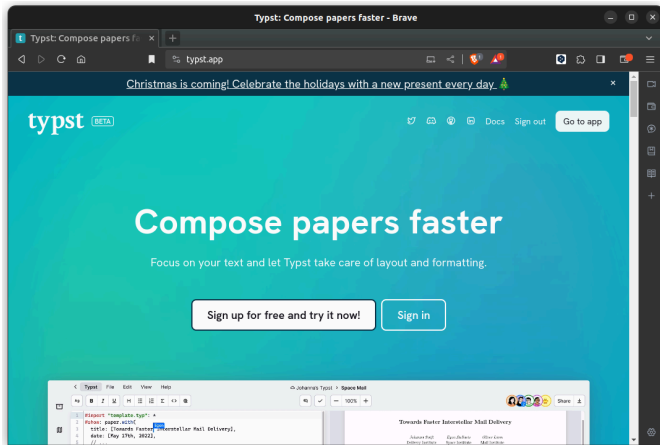 Typst: Compose papers faster - Brave
Typst: Compose papers fa
typst.app
Christmas is coming! Celebrate the holidays with a new present every day 🎄
typst BETA
Docs Sign out Go to app
Compose papers faster
Focus on your text and let Typst take care of layout and formatting.
Sign up for free and try it now! Sign in
Typst File Edit View Help
Johanna's Typst > Space Mail
B I U H
100%
Share
#import "template.typ": *
#show: paper.with(
title: [Towards Faster Interstellar Mail Delivery],
date: [May 17th, 2022],
Towards Faster Interstellar Mail Delivery